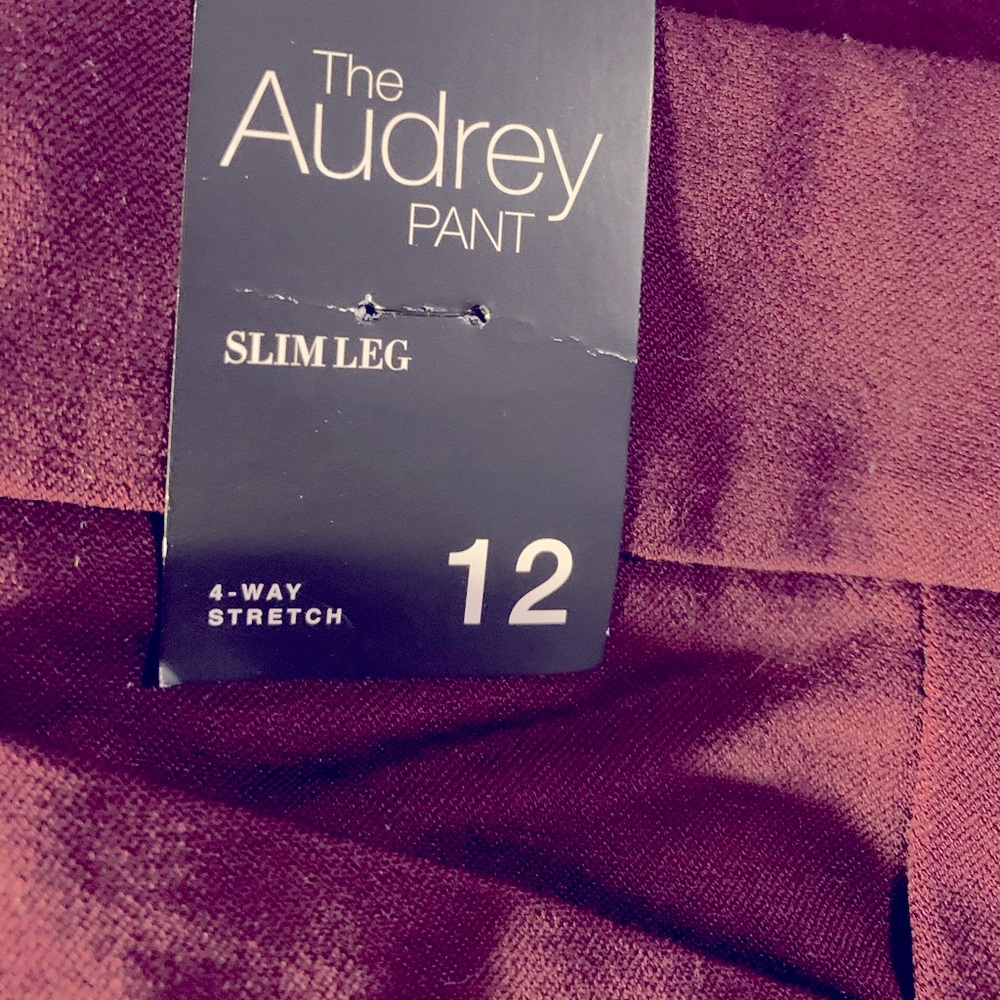 The
Audrey
PANT
SLIM LEG
4-WAY
STRETCH
12